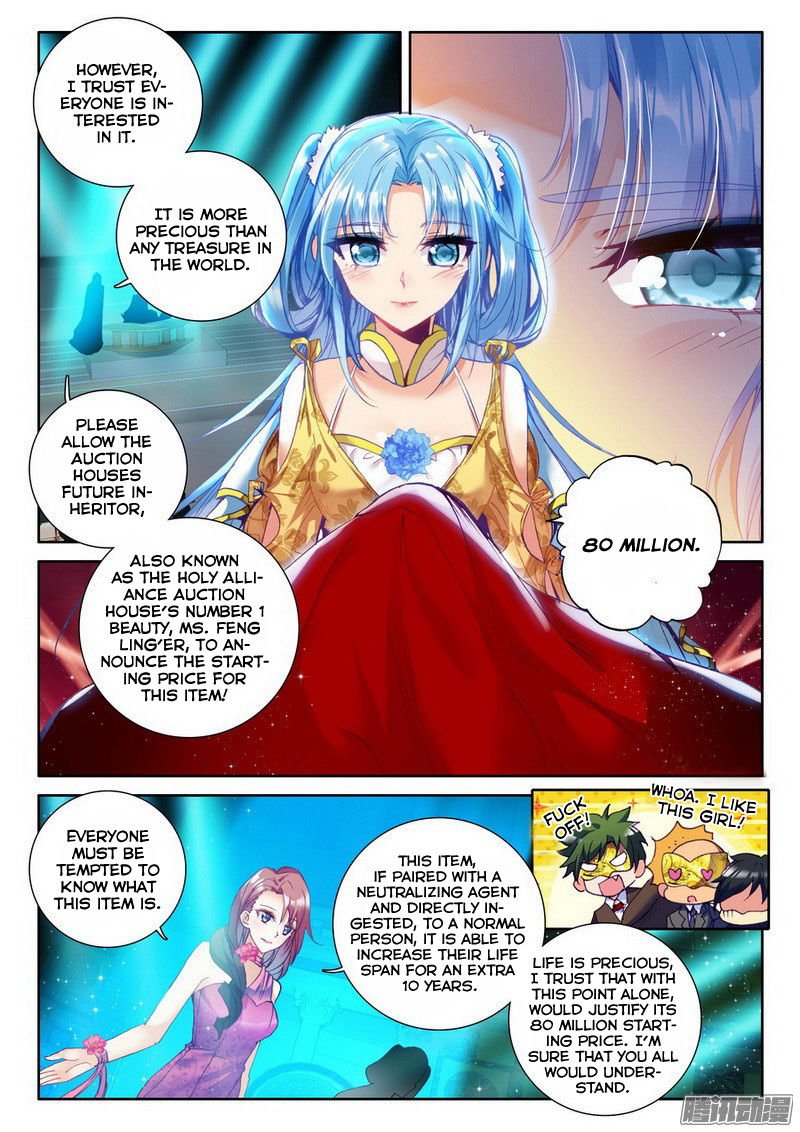 HOWEVER,
I TRUST EV-
ERYONE IS IN-
TERESTED
IN IT.
IT IS MORE
PRECIOUS THAN
ANY TREASURE IN
THE WORLD.
PLEASE
ALLOW THE
AUCTION
HOUSES
FUTURE IN-
HERITOR,
ALSO KNOWN
AS THE HOLY ALLI-
ANCE AUCTION
HOUSE'S NUMBER 1
BEAUTY, MS. FENG
LING'ER, TO AN-
NOUNCE THE START-
ING PRICE FOR
THIS ITEM!
80 MILLION.
EVERYONE
MUST BE
TEMPTED TO
KNOW WHAT
THIS ITEM IS.
THIS ITEM,
IF PAIRED WITH A
NEUTRALIZING AGENT
AND DIRECTLY IN-
GESTED, TO A NORMAL
PERSON, IT IS ABLE TO
INCREASE THEIR LIFE
SPAN FOR AN EXTRA
10 YEARS.
FUCK
OFF!
WHOA. I LIKE
THIS GIRL!
LIFE IS PRECIOUS,
I TRUST THAT WITH
THIS POINT ALONE,
WOULD JUSTIFY ITS
80 MILLION START-
ING PRICE. I'M
SURE THAT YOU ALL
WOULD UNDER-
STAND.
腾讯动漫